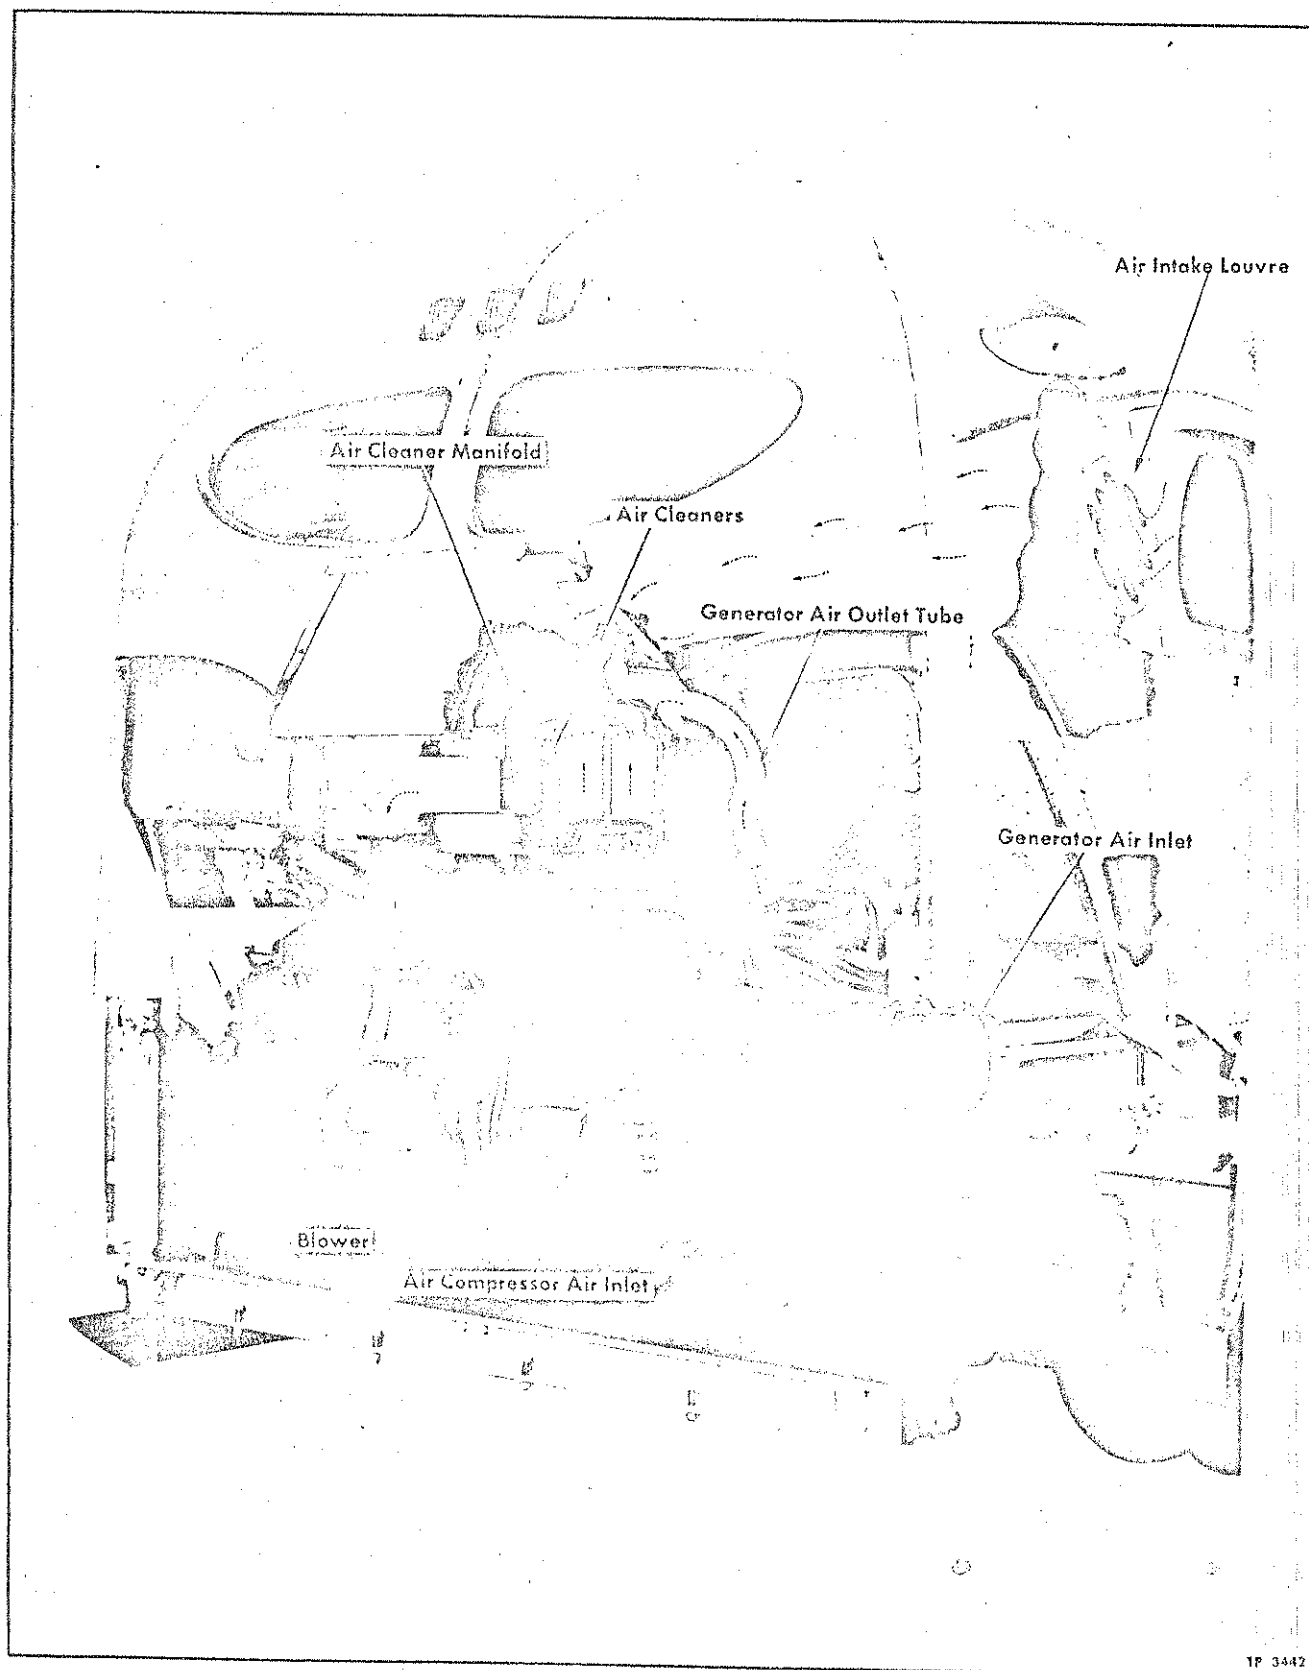 Air Intake Louvre
Air Cleaner Manifold
Air Cleaners
Generator Air Outlet Tube
Generator Air Inlet
Blower
Air Compressor Air Inlet
TP 3442